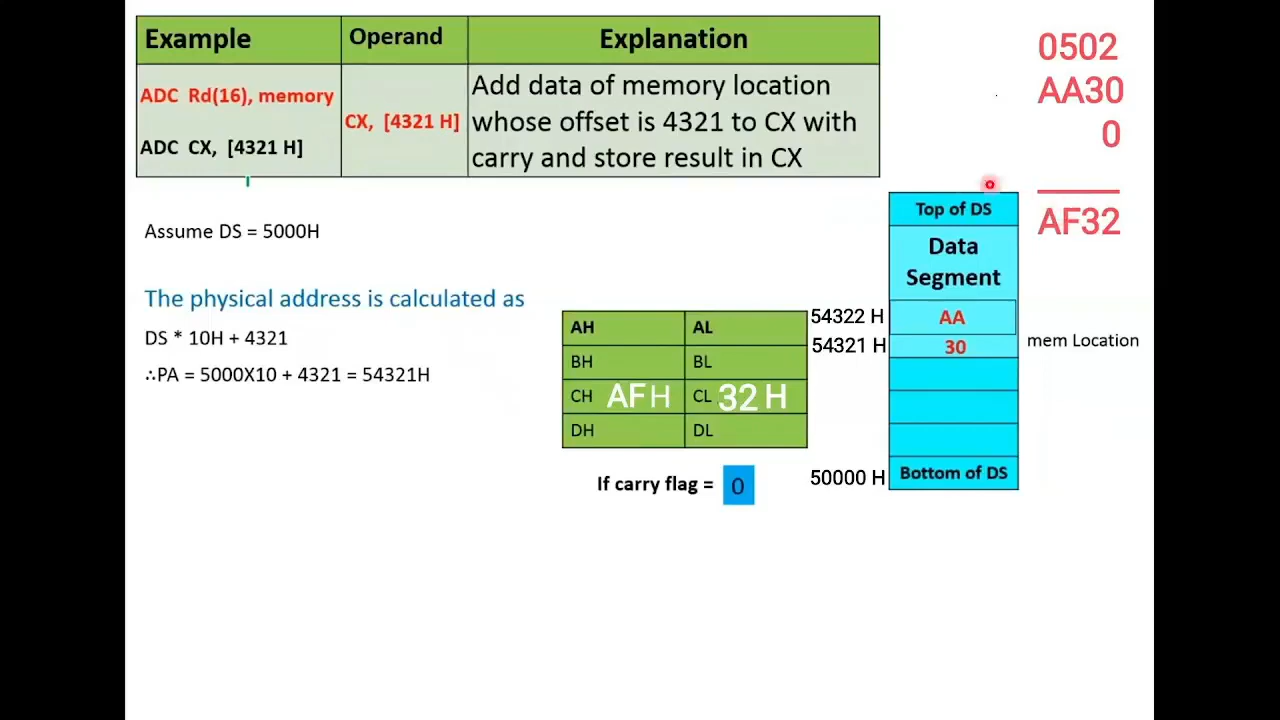 Example Operand Explanation
ADC Rd(16), memory
ADC CX, [4321 H]
CX, [4321 H]
Add data of memory location
whose offset is 4321 to CX with
carry and store result in CX
0502
AA30
0
AF32
Assume DS = 5000H
The physical address is calculated as
DS * 10H + 4321
∴PA = 5000X10 + 4321 = 54321H
AH AL
BH BL
CH AF H CL 32 H
DH DL
If carry flag = 0
Top of DS
Data
Segment
54322 H AA
54321 H 30
mem Location
50000 H Bottom of DS